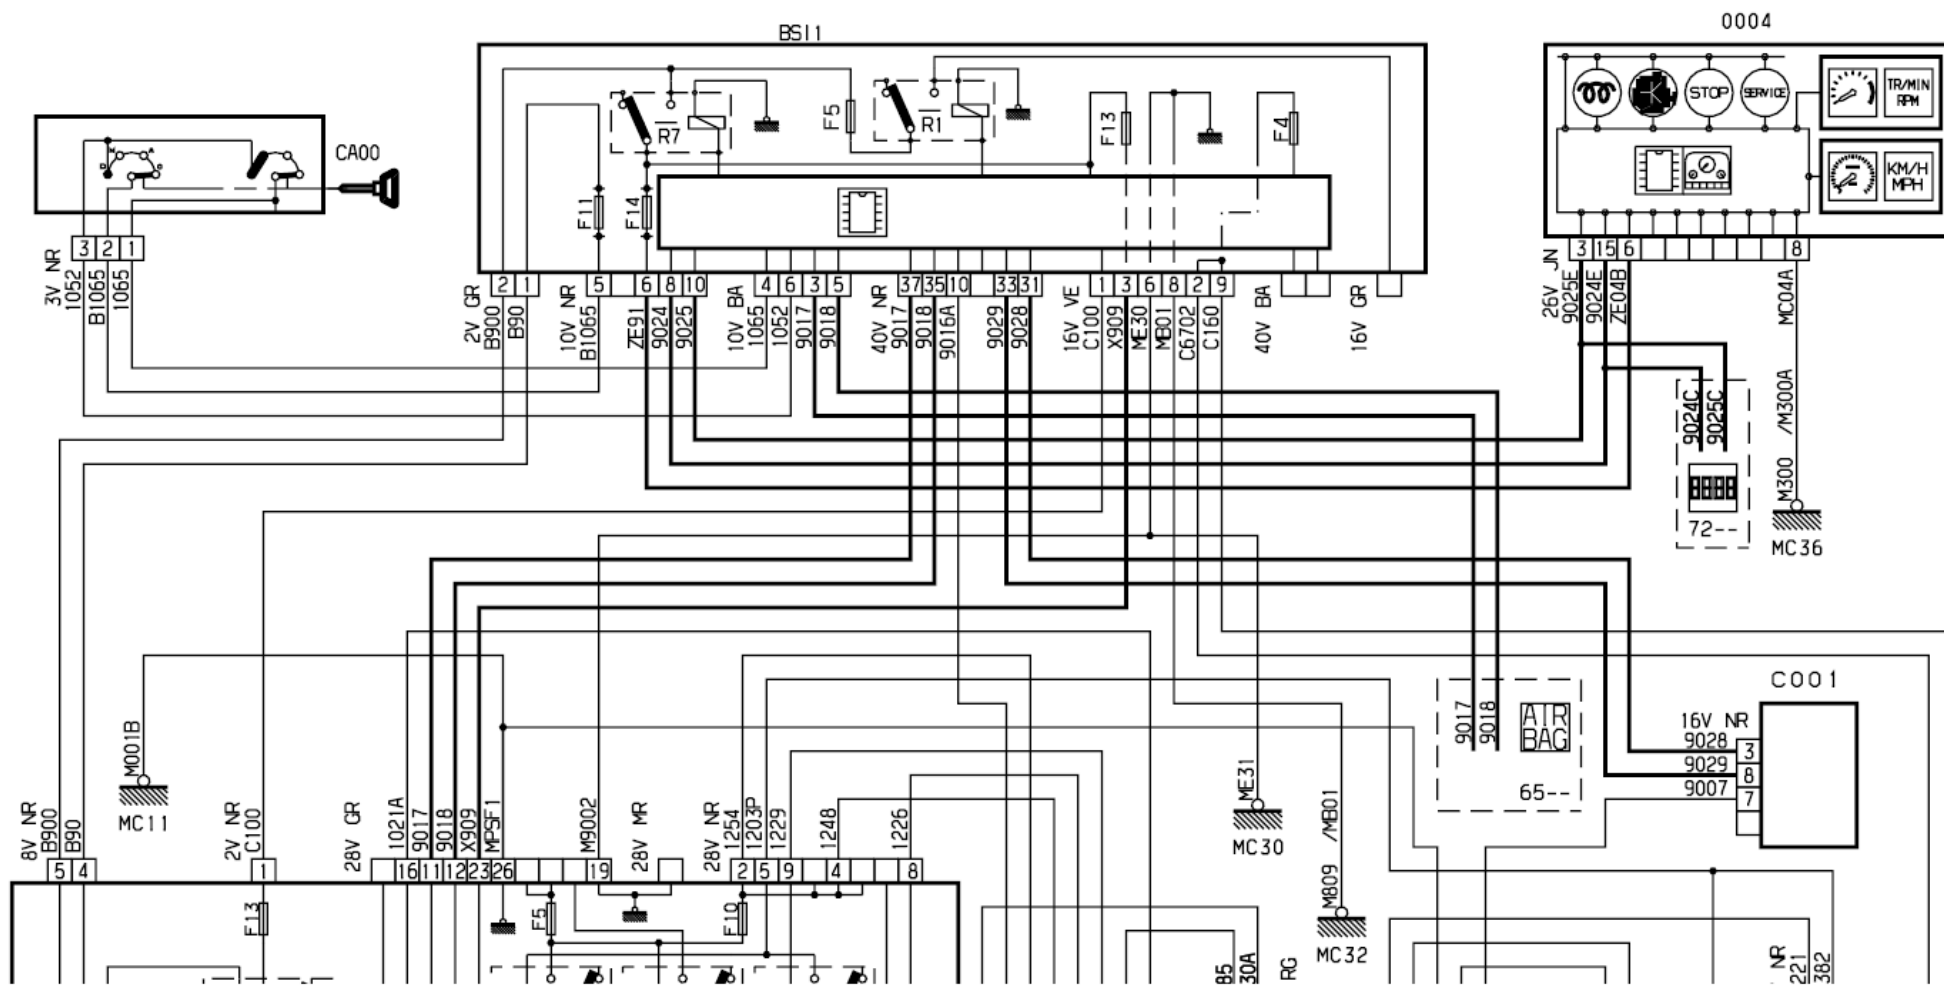 BSI1
0004
STOP
SERVICE
TR/MIN
RPM
KM/H
MPH
CA00
R7
F5
R1
F13
F4
F11
F14
3 2 1
3V NR
1052
B1065
1065
2 1
5
6 8 10
4 6 3 5
37 35 10
33 31
1 3 6 8 2 9
2V GR
B900
B90
10V NR
B1065
ZE91
9024
9025
10V BA
1065
1052
9017
9018
40V NR
9017
9018
9016A
9029
9028
16V VE
C100
X909
ME30
MB01
C6702
C160
40V BA
16V GR
3 15 6
8
26V JN
9025E
9024E
ZE04B
MC04A
M300 /M300A
MC36
9024C
9025C
72--
9017
9018
AIR
BAG
65--
C001
16V NR
9028
3
9029
8
9007
7
M001B
MC11
ME31
MC30
M809 /MB01
MC32
8V NR
B900
B90
2V NR
C100
28V GR
1021A
9017
9018
X909
MPSF1
M9002
28V MR
28V NR
1254
1203P
1229
1248
1226
5 4
1
16 11 12 23 26
19
2 5 9
4
8
F13
F5
F10
85
30A
RG
NR
221
382